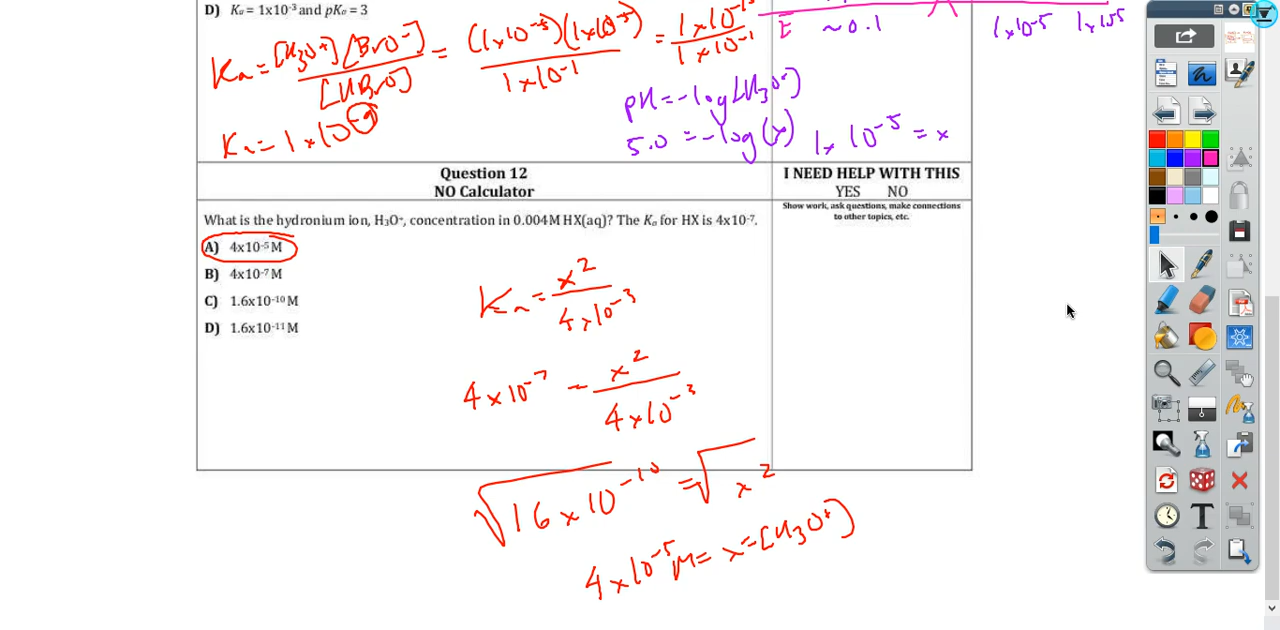 D) Kₐ = 1x10⁻³ and pKₐ = 3
Kₐ = [H₃O⁺][BrO⁻] / [HBrO] = (1x10⁻⁵)(1x10⁻⁵) / 1x10⁻¹ = / 1x10⁻¹
E ~0.1 1x10⁻⁵ 1x10⁻⁵
Kₐ = 1x10⁻⁹
pH = -log[H₃O⁺]
5.0 = -log(x) 1x10⁻⁵ = x
Question 12
NO Calculator
I NEED HELP WITH THIS
YES NO
Show work, ask questions, make connections
to other topics, etc.
What is the hydronium ion, H₃O⁺, concentration in 0.004M HX(aq)? The Kₐ for HX is 4x10⁻⁷.
A) 4x10⁻⁵ M
B) 4x10⁻⁷ M
C) 1.6x10⁻¹⁰ M
D) 1.6x10⁻¹¹ M
Kₐ = x² / 4x10⁻³
4x10⁻⁷ = x² / 4x10⁻³
√16x10⁻¹⁰ = √x²
4x10⁻⁵ M = x = [H₃O⁺]
T